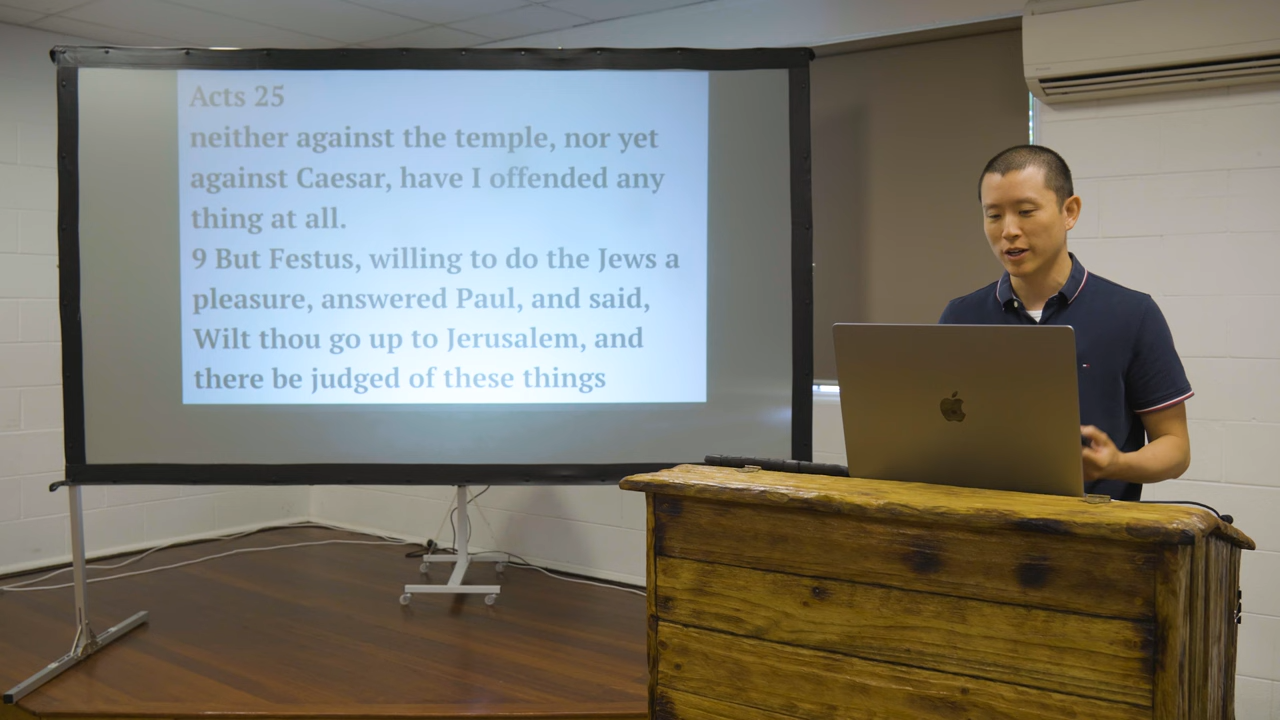 Acts 25
neither against the temple, nor yet
against Caesar, have I offended any
thing at all.
9 But Festus, willing to do the Jews a
pleasure, answered Paul, and said,
Wilt thou go up to Jerusalem, and
there be judged of these things